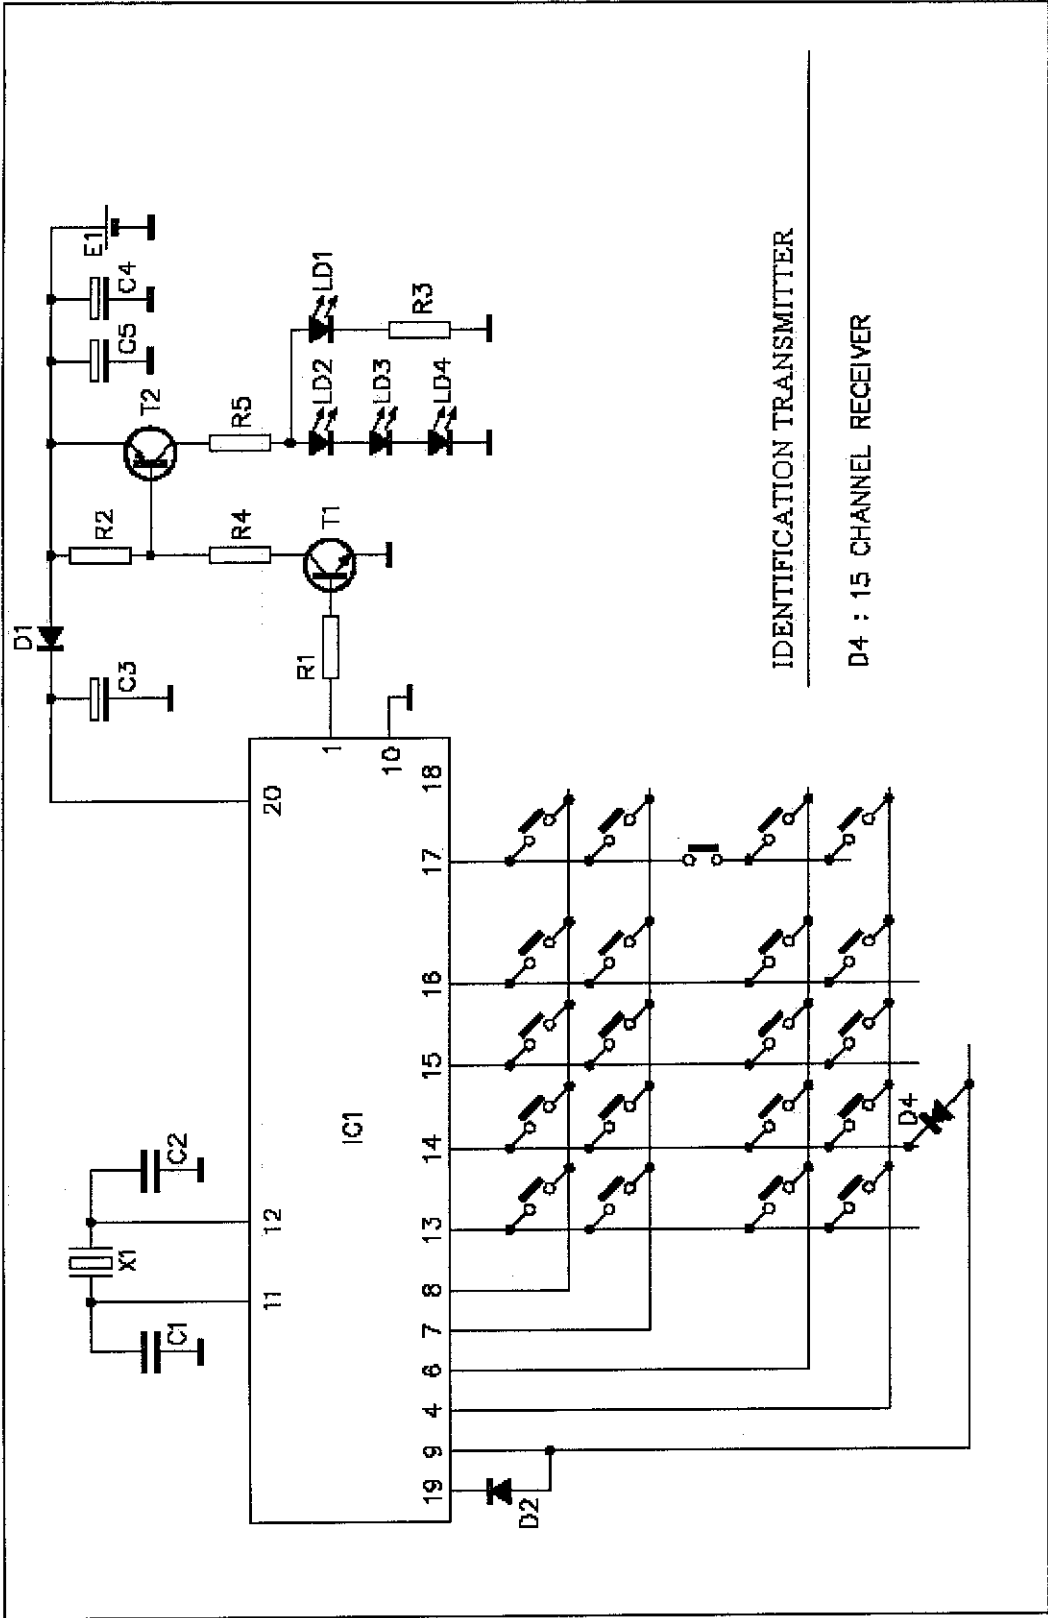 D1
C3
R2
T2
C5
C4
E1
R4
R5
LD1
LD2
LD3
LD4
R3
R1
T1
X1
C1
C2
11
12
20
1
10
IC1
19
9
4
6
7
8
13
14
15
16
17
18
D2
D4
IDENTIFICATION TRANSMITTER
D4 : 15 CHANNEL RECEIVER